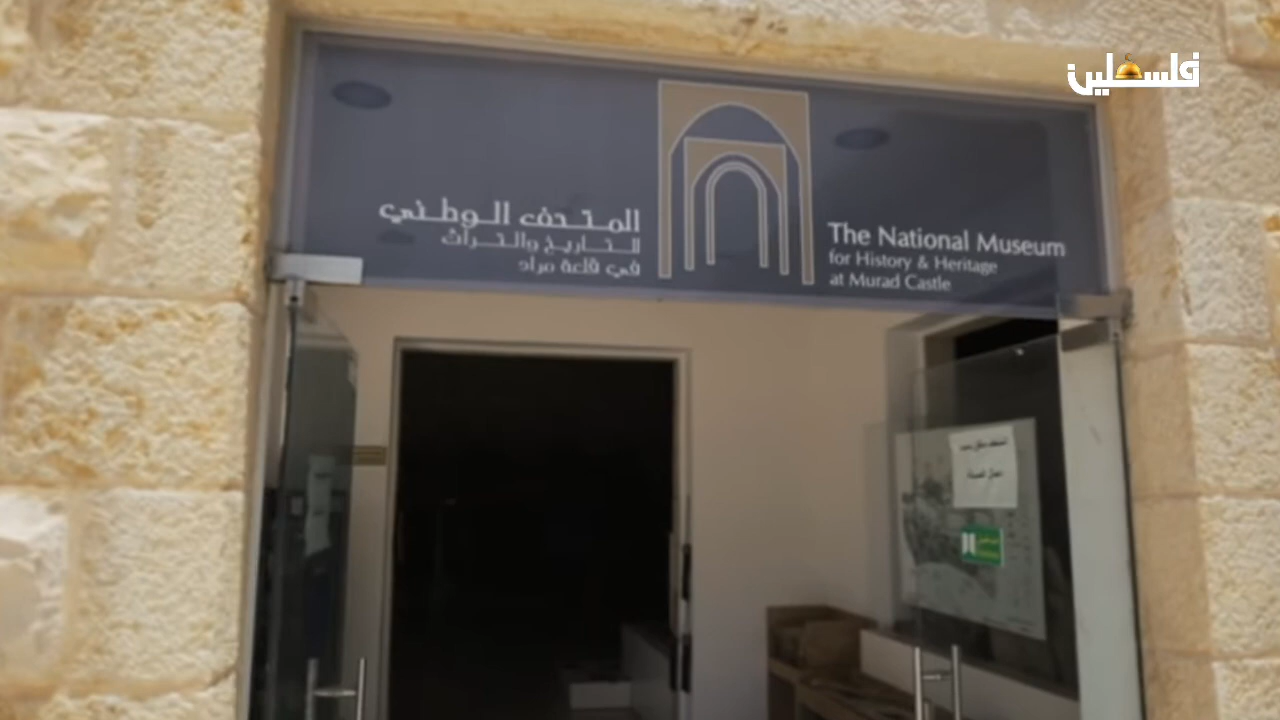 فلسطين
المتحف الوطني
للتاريخ والتراث
في قلعة مراد
The National Museum
for History & Heritage
at Murad Castle